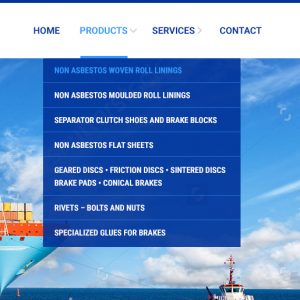 HOME PRODUCTS SERVICES CONTACT
NON ASBESTOS WOVEN ROLL LININGS
NON ASBESTOS MOULDED ROLL LININGS
SEPARATOR CLUTCH SHOES AND BRAKE BLOCKS
NON ASBESTOS FLAT SHEETS
GEARED DISCS • FRICTION DISCS • SINTERED DISCS
BRAKE PADS • CONICAL BRAKES
RIVETS – BOLTS AND NUTS
SPECIALIZED GLUES FOR BRAKES